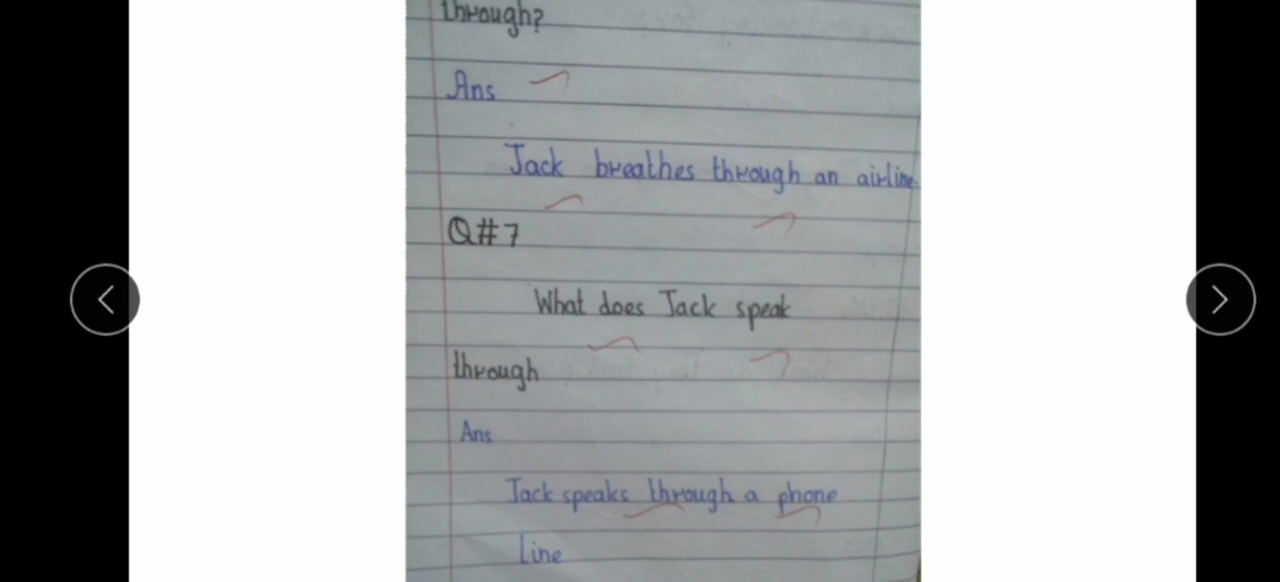 through?
Ans
Jack breathes through an airline.
Q#7
What does Jack speak
through
Ans
Jack speaks through a phone
Line